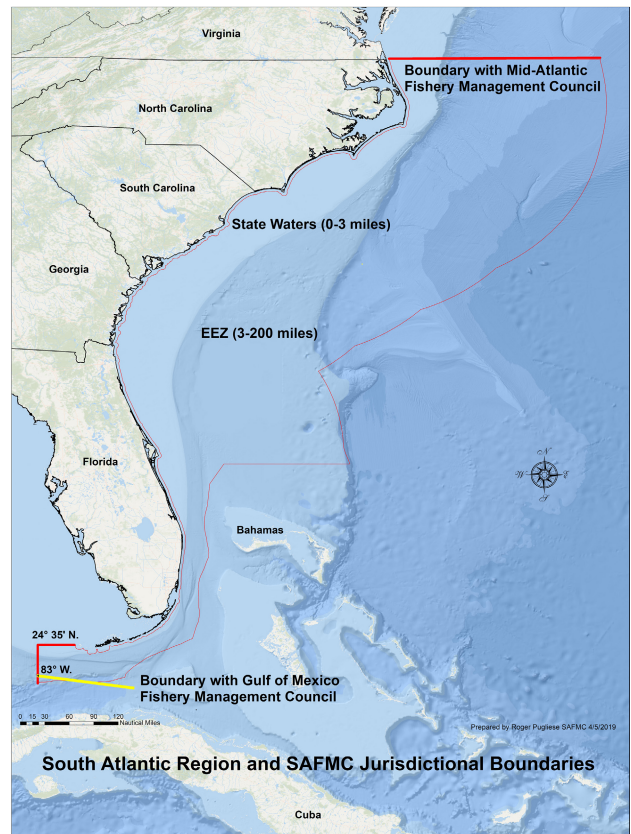 Virginia
Boundary with Mid-Atlantic
Fishery Management Council
North Carolina
South Carolina
State Waters (0-3 miles)
Georgia
EEZ (3-200 miles)
N
W E
S
Florida
Bahamas
24° 35' N.
83° W.
Boundary with Gulf of Mexico
Fishery Management Council
0 15 30 60 90 120
Nautical Miles
Prepared by Roger Pugliese SAFMC 4/5/2019
South Atlantic Region and SAFMC Jurisdictional Boundaries
Cuba